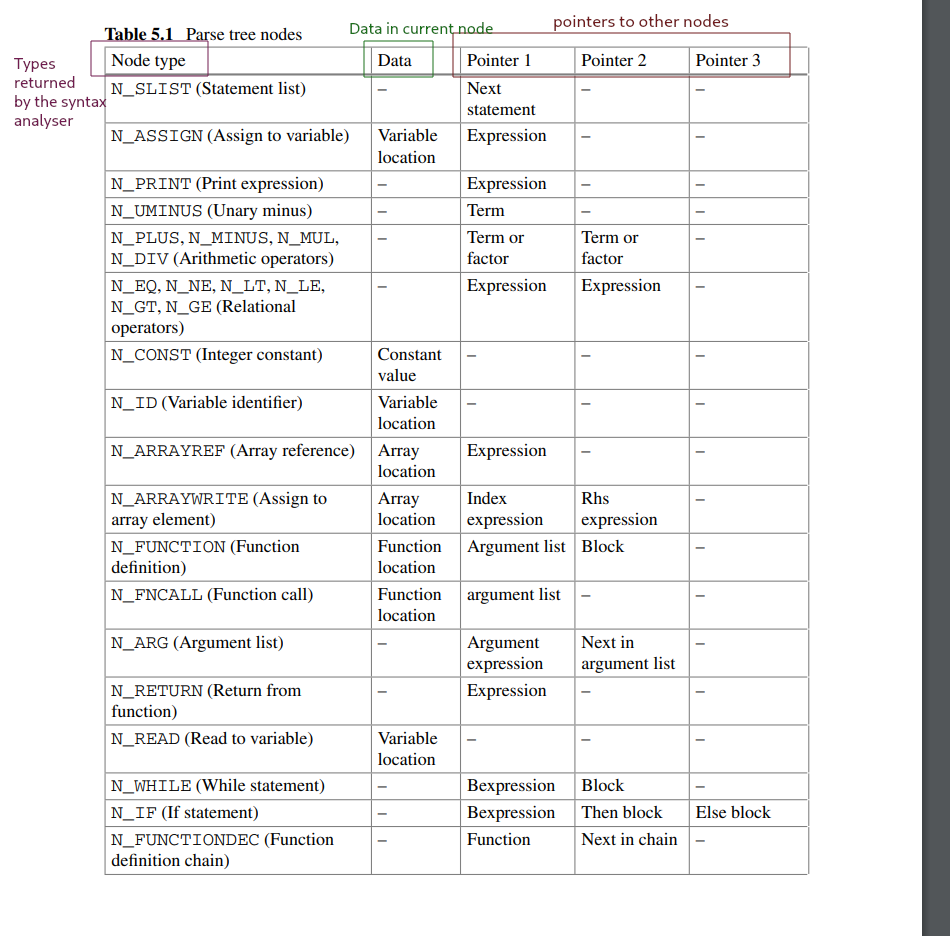 pointers to other nodes
Data in current node
Table 5.1 Parse tree nodes
Types
returned
by the syntax
analyser
Node type Data Pointer 1 Pointer 2 Pointer 3
N_SLIST (Statement list) – Next – –
statement
N_ASSIGN (Assign to variable) Variable Expression – –
location
N_PRINT (Print expression) – Expression – –
N_UMINUS (Unary minus) – Term – –
N_PLUS, N_MINUS, N_MUL, – Term or Term or –
N_DIV (Arithmetic operators) factor factor
N_EQ, N_NE, N_LT, N_LE, – Expression Expression –
N_GT, N_GE (Relational
operators)
N_CONST (Integer constant) Constant – – –
value
N_ID (Variable identifier) Variable – – –
location
N_ARRAYREF (Array reference) Array Expression – –
location
N_ARRAYWRITE (Assign to Array Index Rhs –
array element) location expression expression
N_FUNCTION (Function Function Argument list Block –
definition) location
N_FNCALL (Function call) Function argument list – –
location
N_ARG (Argument list) – Argument Next in –
expression argument list
N_RETURN (Return from – Expression – –
function)
N_READ (Read to variable) Variable – – –
location
N_WHILE (While statement) – Bexpression Block –
N_IF (If statement) – Bexpression Then block Else block
N_FUNCTIONDEC (Function – Function Next in chain –
definition chain)